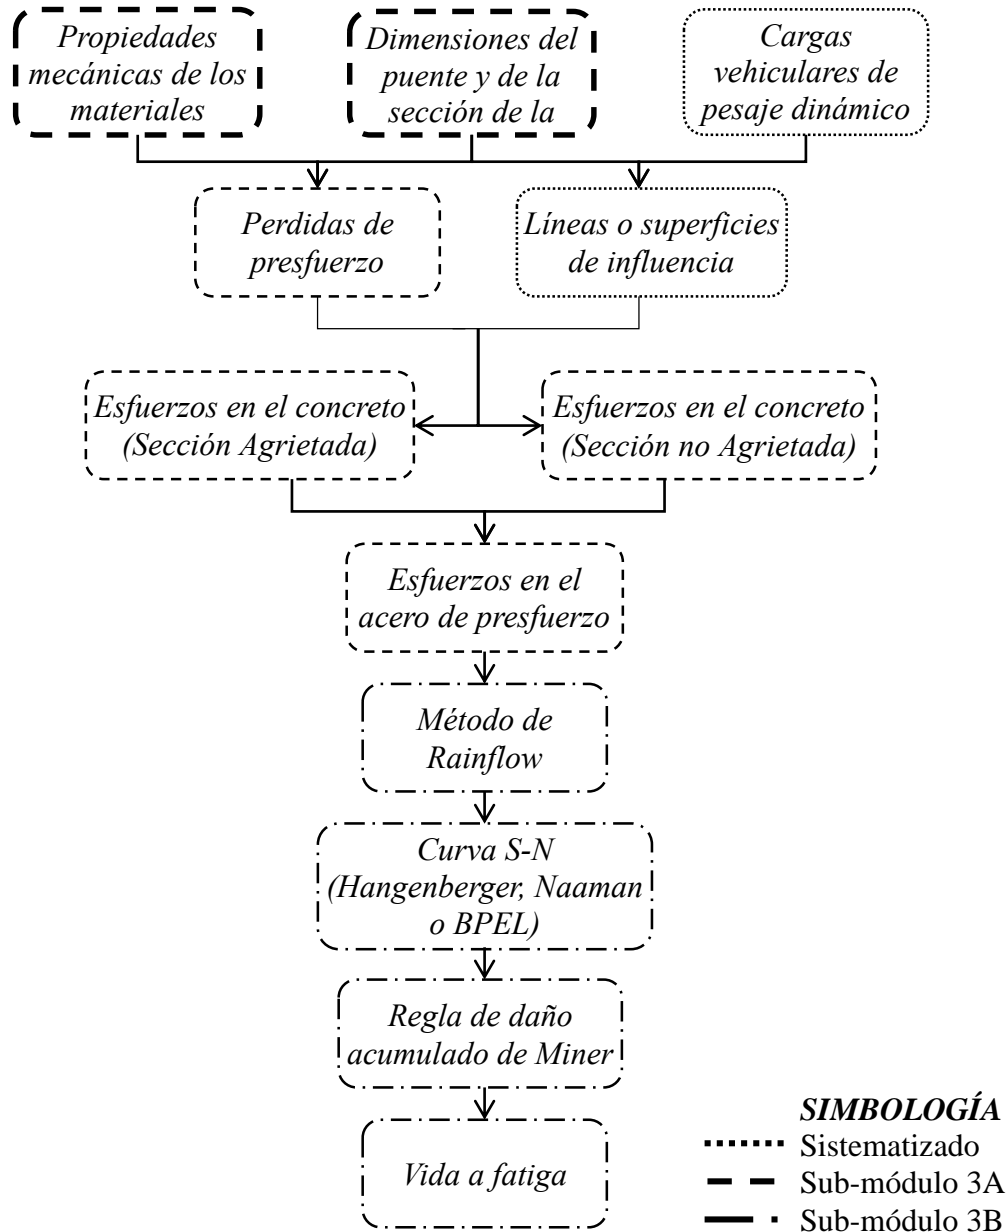 Propiedades
mecánicas de los
materiales
Dimensiones del
puente y de la
sección de la
Cargas
vehiculares de
pesaje dinámico
Perdidas de
presfuerzo
Líneas o superficies
de influencia
Esfuerzos en el concreto
(Sección Agrietada)
Esfuerzos en el concreto
(Sección no Agrietada)
Esfuerzos en el
acero de presfuerzo
Método de
Rainflow
Curva S-N
(Hangenberger, Naaman
o BPEL)
Regla de daño
acumulado de Miner
Vida a fatiga
SIMBOLOGÍA
Sistematizado
Sub-módulo 3A
Sub-módulo 3B